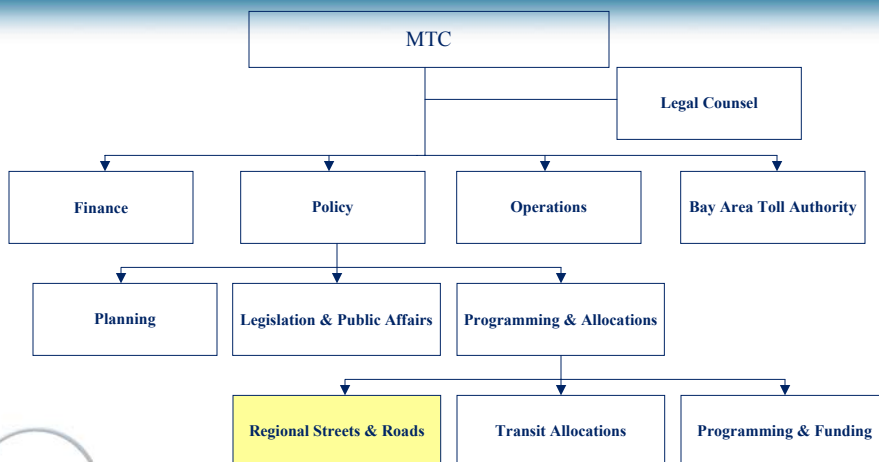 MTC
Legal Counsel
Finance
Policy
Operations
Bay Area Toll Authority
Planning
Legislation & Public Affairs
Programming & Allocations
Regional Streets & Roads
Transit Allocations
Programming & Funding